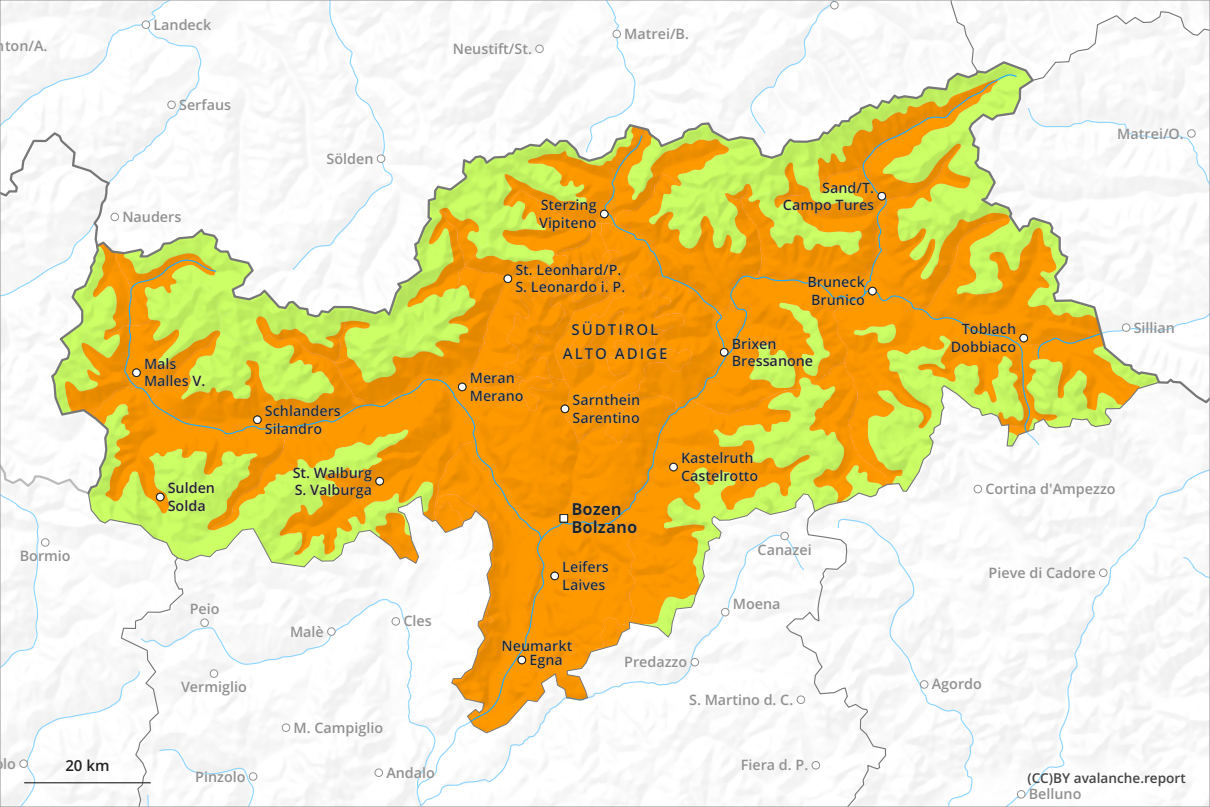 Landeck
Matrei/B.
nton/A.
Neustift/St.
Serfaus
Matrei/O.
Sölden
Sand/T.
Campo Tures
Sterzing
Vipiteno
Nauders
St. Leonhard/P.
S. Leonardo i. P.
Bruneck
Brunico
SÜDTIROL
ALTO ADIGE
Toblach
Dobbiaco
Sillian
Brixen
Bressanone
Mals
Malles V.
Meran
Merano
Sarnthein
Sarentino
Schlanders
Silandro
Kastelruth
Castelrotto
St. Walburg
S. Valburga
Sulden
Solda
Cortina d'Ampezzo
Bozen
Bolzano
Bormio
Canazei
Leifers
Laives
Pieve di Cadore
Peio
Moena
Cles
Malè
Neumarkt
Egna
Predazzo
Vermiglio
Agordo
S. Martino d. C.
M. Campiglio
Fiera d. P.
olo
20 km
Pinzolo
Andalo
(CC)BY avalanche.report
Belluno